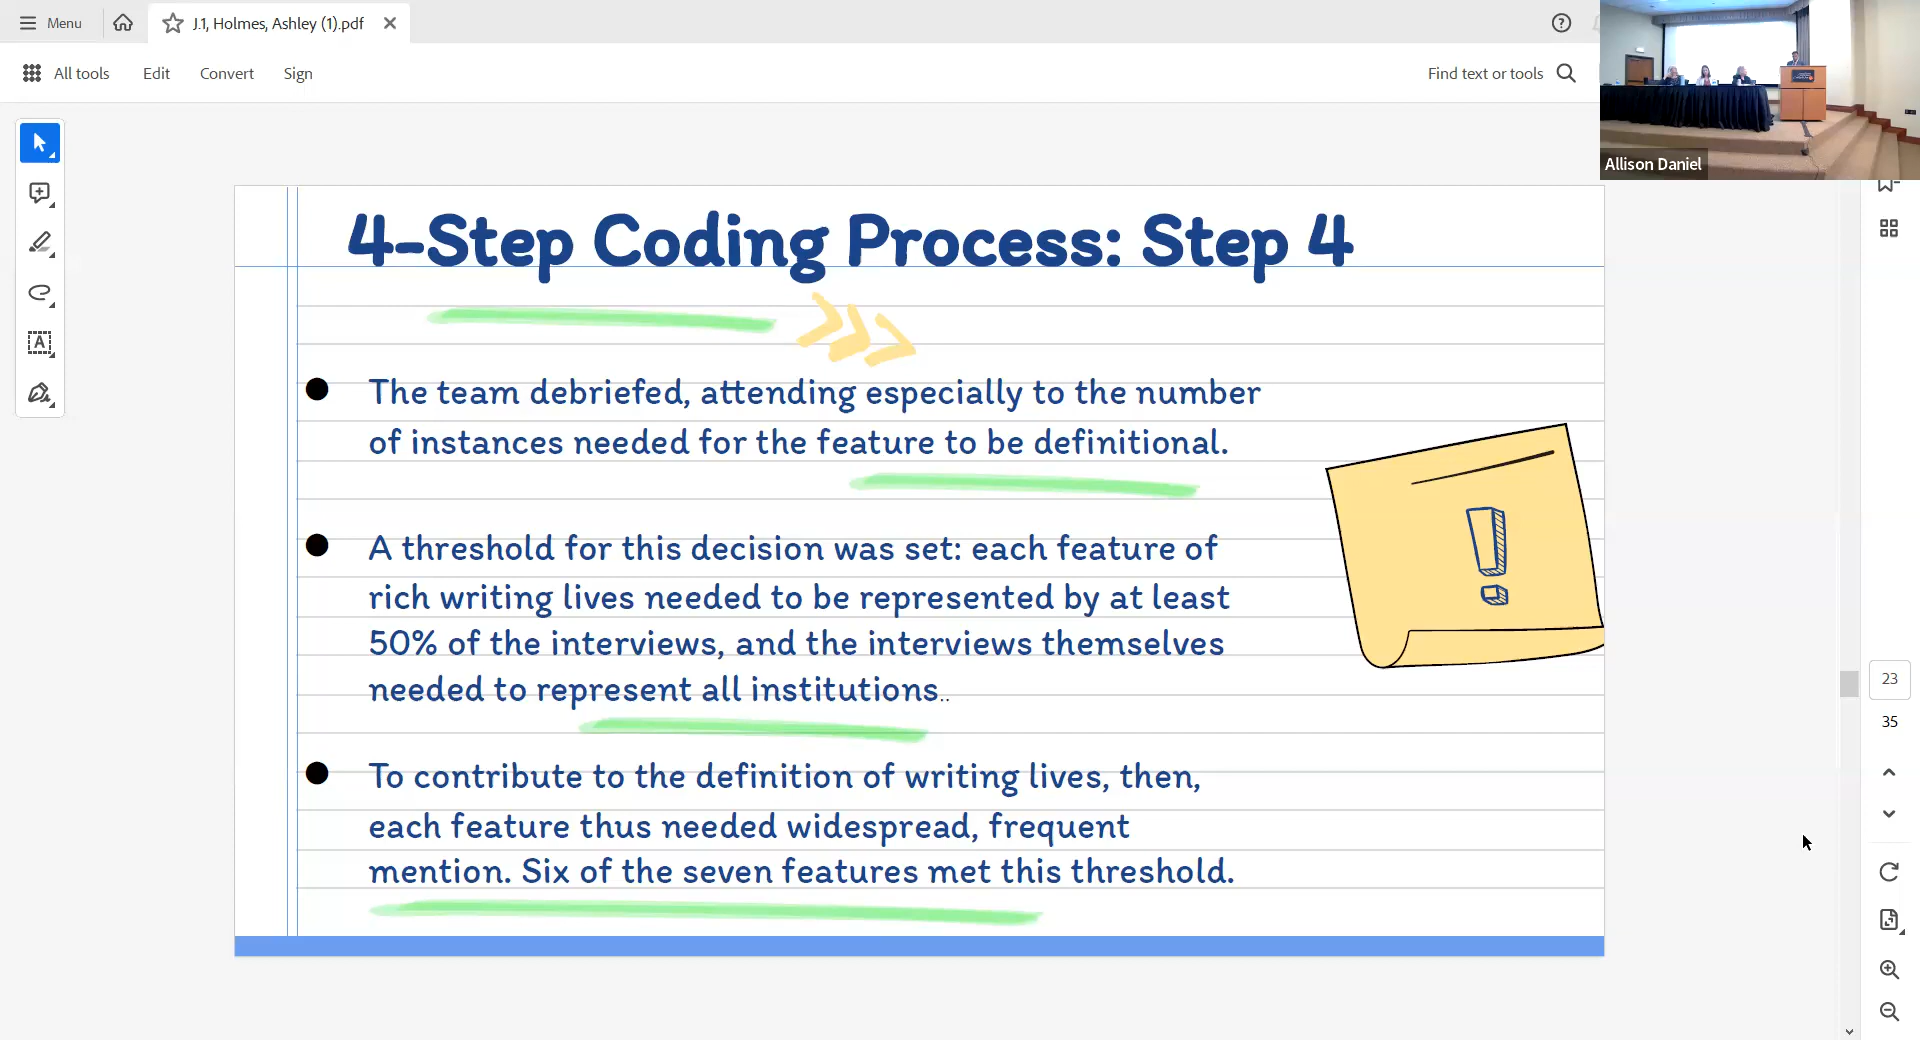 Menu
J.1, Holmes, Ashley (1).pdf
All tools
Edit
Convert
Sign
Find text or tools
Allison Daniel
4-Step Coding Process: Step 4
The team debriefed, attending especially to the number
of instances needed for the feature to be definitional.
A threshold for this decision was set: each feature of
rich writing lives needed to be represented by at least
50% of the interviews, and the interviews themselves
needed to represent all institutions..
To contribute to the definition of writing lives, then,
each feature thus needed widespread, frequent
mention. Six of the seven features met this threshold.
!
23
35